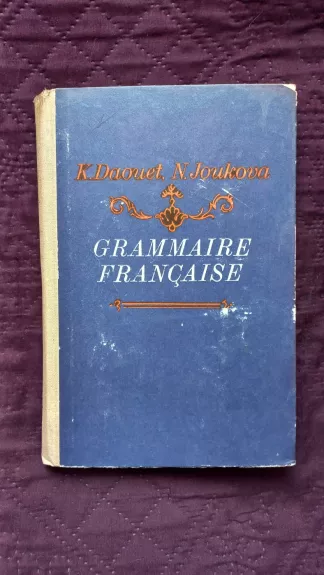 K. Daouet, N. Joukova
GRAMMAIRE
FRANÇAISE